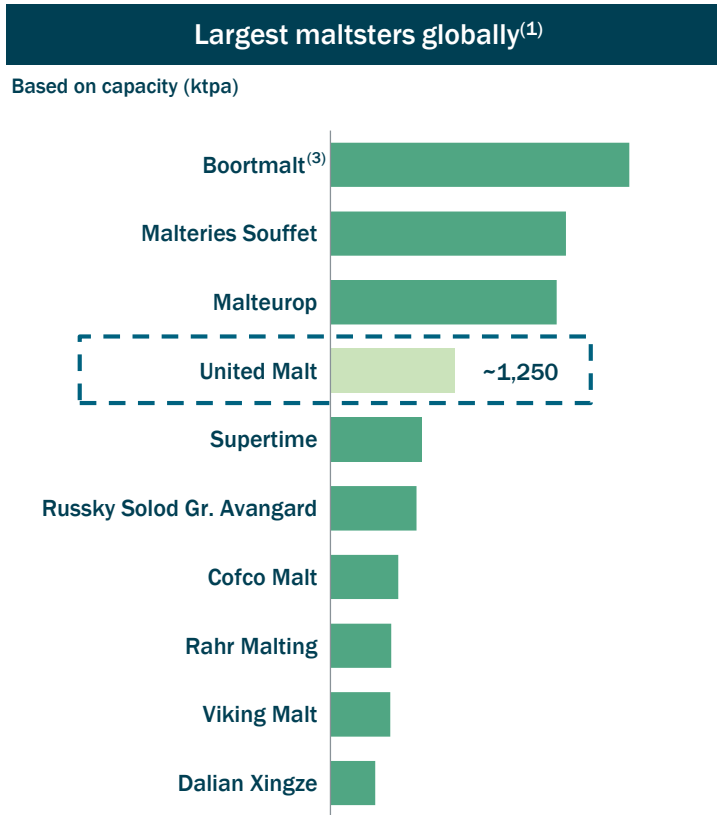 Largest maltsters globally(1)
Based on capacity (ktpa)
Boortmalt(3)
Malteries Souffet
Malteurop
United Malt ~1,250
Supertime
Russky Solod Gr. Avangard
Cofco Malt
Rahr Malting
Viking Malt
Dalian Xingze